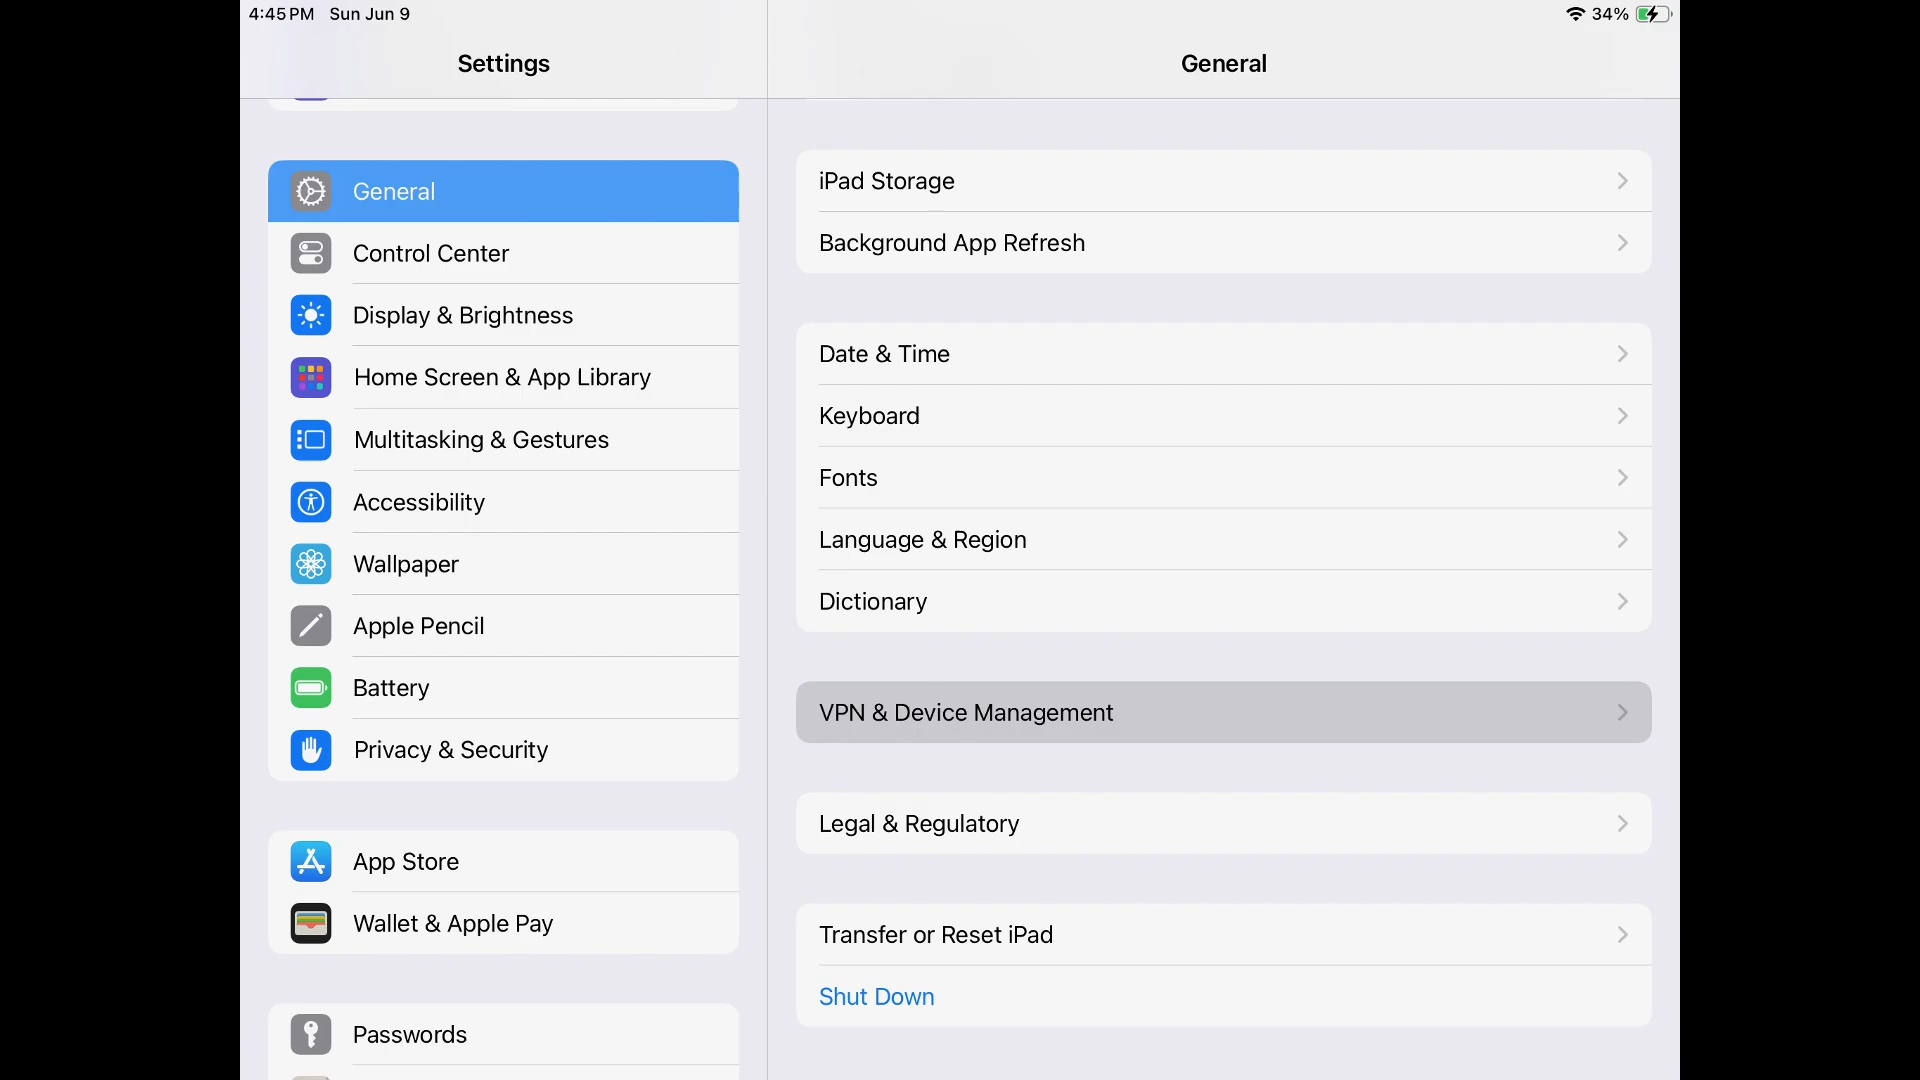 4:45 PM Sun Jun 9
34%
Settings
General
General
Control Center
Display & Brightness
Home Screen & App Library
Multitasking & Gestures
Accessibility
Wallpaper
Apple Pencil
Battery
Privacy & Security
App Store
Wallet & Apple Pay
Passwords
iPad Storage
Background App Refresh
Date & Time
Keyboard
Fonts
Language & Region
Dictionary
VPN & Device Management
Legal & Regulatory
Transfer or Reset iPad
Shut Down